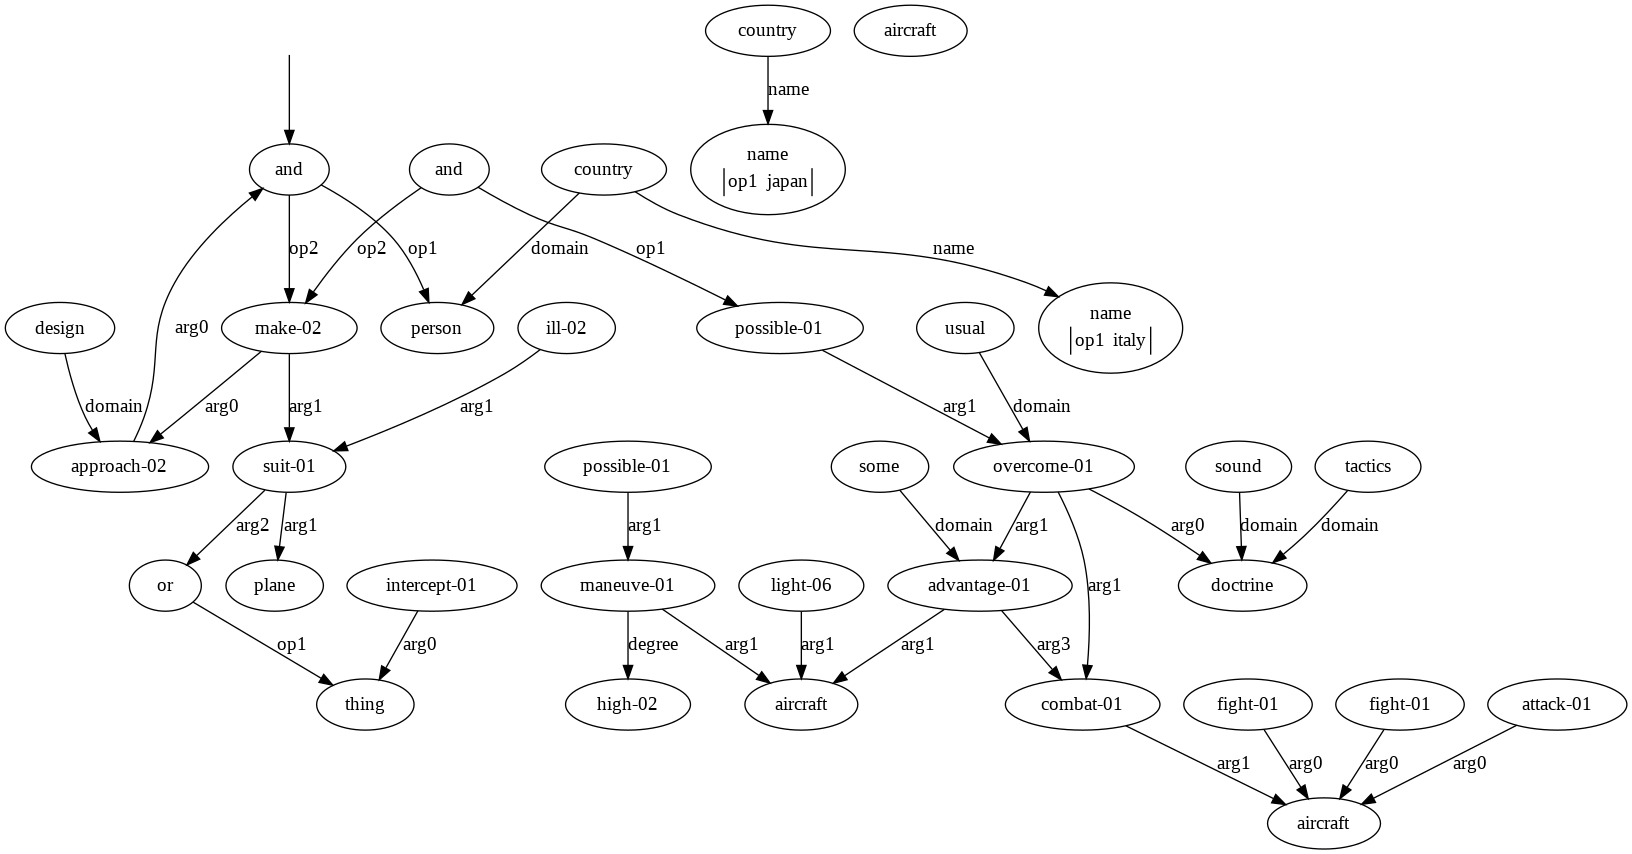 country
aircraft
name
name
op1 japan
and
and
country
op2
op2
op1
domain
op1
name
design
make-02
person
ill-02
possible-01
usual
name
op1 italy
arg0
domain
arg0
arg1
arg1
arg1
domain
approach-02
suit-01
possible-01
some
overcome-01
sound
tactics
arg2
arg1
arg1
domain
arg1
arg0
domain
domain
or
plane
intercept-01
maneuve-01
light-06
advantage-01
arg1
doctrine
op1
arg0
degree
arg1
arg1
arg1
arg3
thing
high-02
aircraft
combat-01
fight-01
fight-01
attack-01
arg1
arg0
arg0
arg0
aircraft